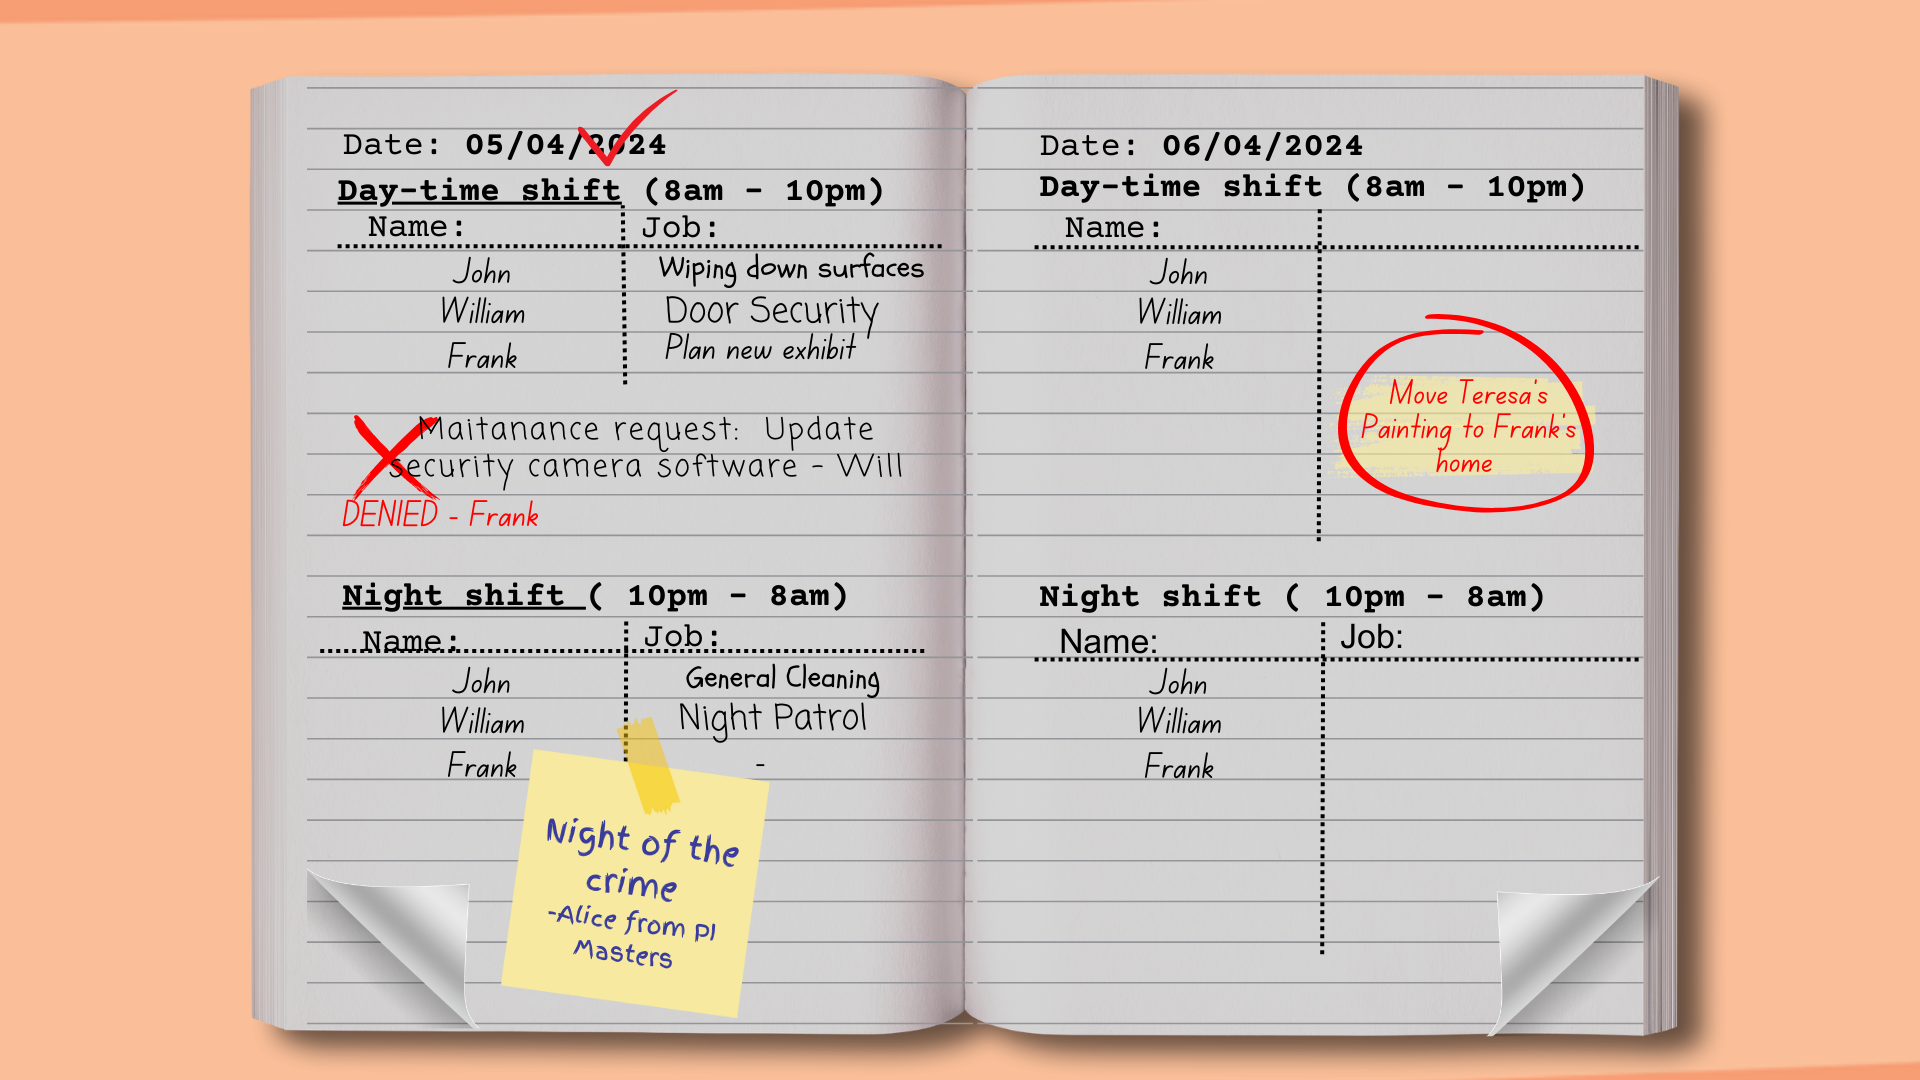 Date: 05/04/2024
Day-time shift (8am - 10pm)
Name: Job:
John Wiping down surfaces
William Door Security
Frank Plan new exhibit
Maitanance request: Update
security camera software - Will
DENIED - Frank
Night shift ( 10pm - 8am)
Name: Job:
John General Cleaning
William Night Patrol
Frank -
Night of the
crime
-Alice from PI
Masters
Date: 06/04/2024
Day-time shift (8am - 10pm)
Name:
John
William
Frank
Move Teresa's
Painting to Frank's
home
Night shift ( 10pm - 8am)
Name: Job:
John
William
Frank